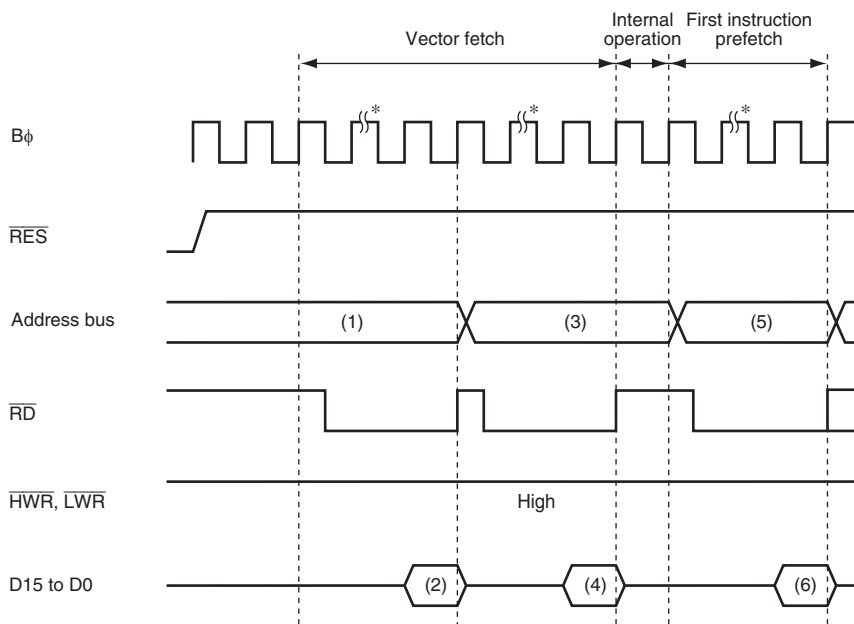 Vector fetch
Internal
operation
First instruction
prefetch
Bϕ
*
*
*
RES
Address bus
(1)
(3)
(5)
RD
HWR, LWR
High
D15 to D0
(2)
(4)
(6)